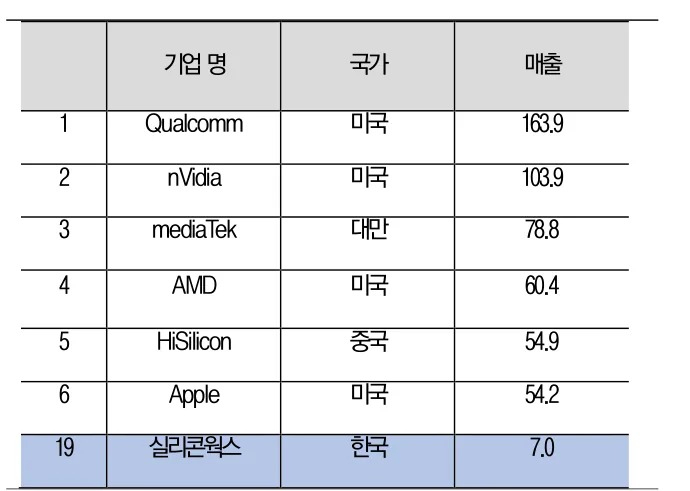 기업 명 국가 매출
1 Qualcomm 미국 163.9
2 nVidia 미국 103.9
3 mediaTek 대만 78.8
4 AMD 미국 60.4
5 HiSilicon 중국 54.9
6 Apple 미국 54.2
19 실리콘웍스 한국 7.0